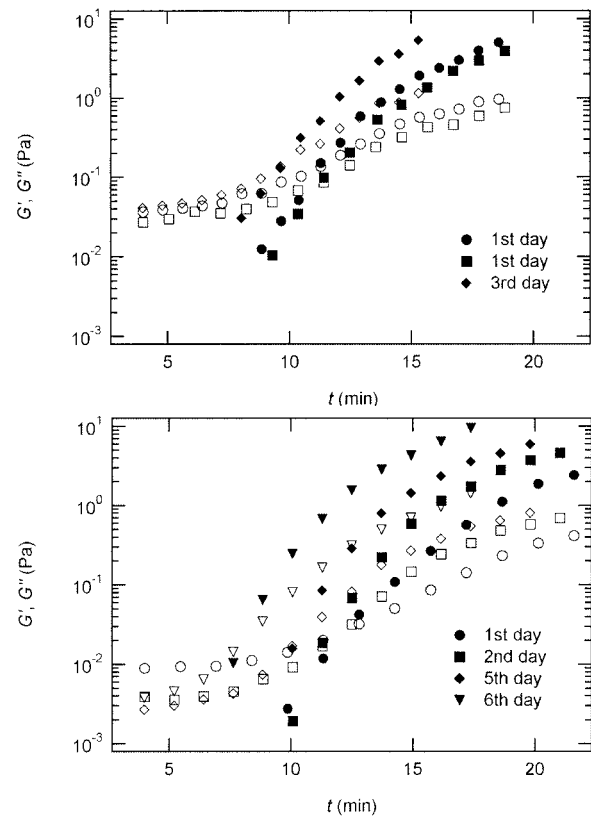 10^1
10^0
10^-1
10^-2
10^-3
G', G'' (Pa)
1st day
1st day
3rd day
5
10
15
20
t (min)
10^1
10^0
10^-1
10^-2
10^-3
G', G'' (Pa)
1st day
2nd day
5th day
6th day
5
10
15
20
t (min)